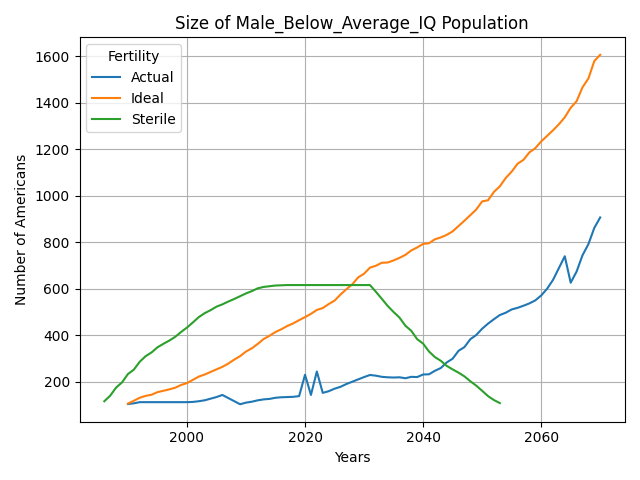 Size of Male_Below_Average_IQ Population
Fertility
Actual
Ideal
Sterile
Number of Americans
1600
1400
1200
1000
800
600
400
200
2000
2020
2040
2060
Years